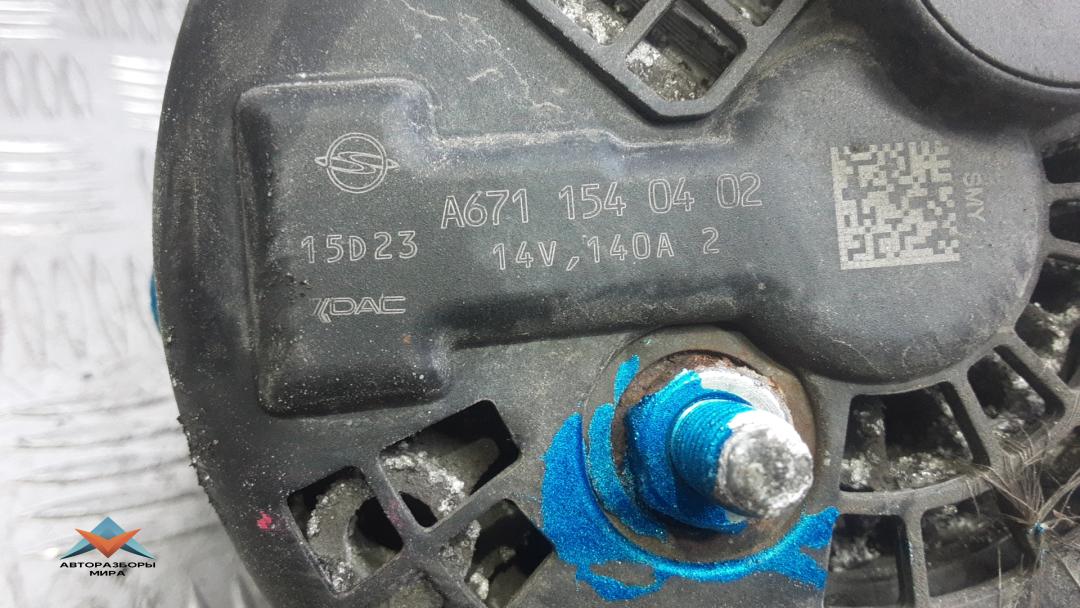 A671 154 04 02
15D23
14V,140A 2
DAC
SMY
АВТОРАЗБОРЫ
МИРА